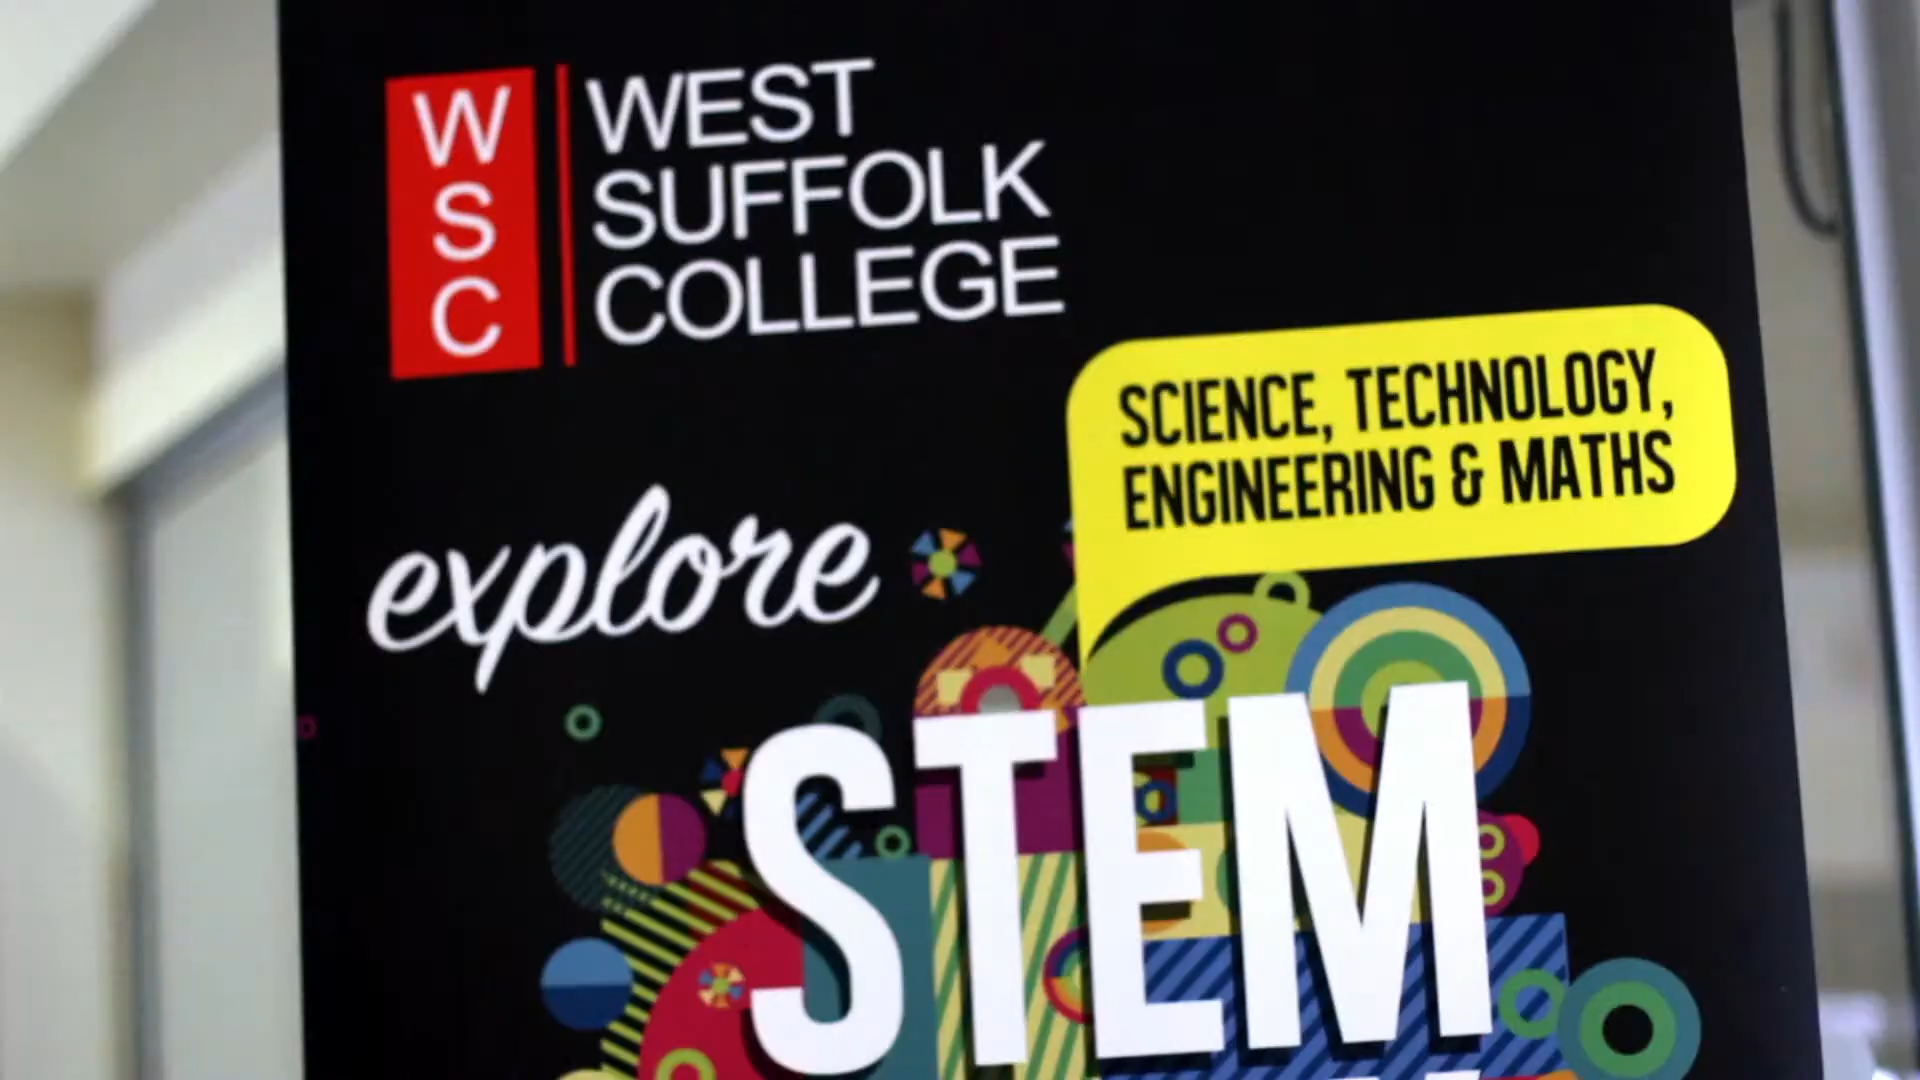 W
S
C
WEST
SUFFOLK
COLLEGE
SCIENCE, TECHNOLOGY,
ENGINEERING & MATHS
explore
STEM